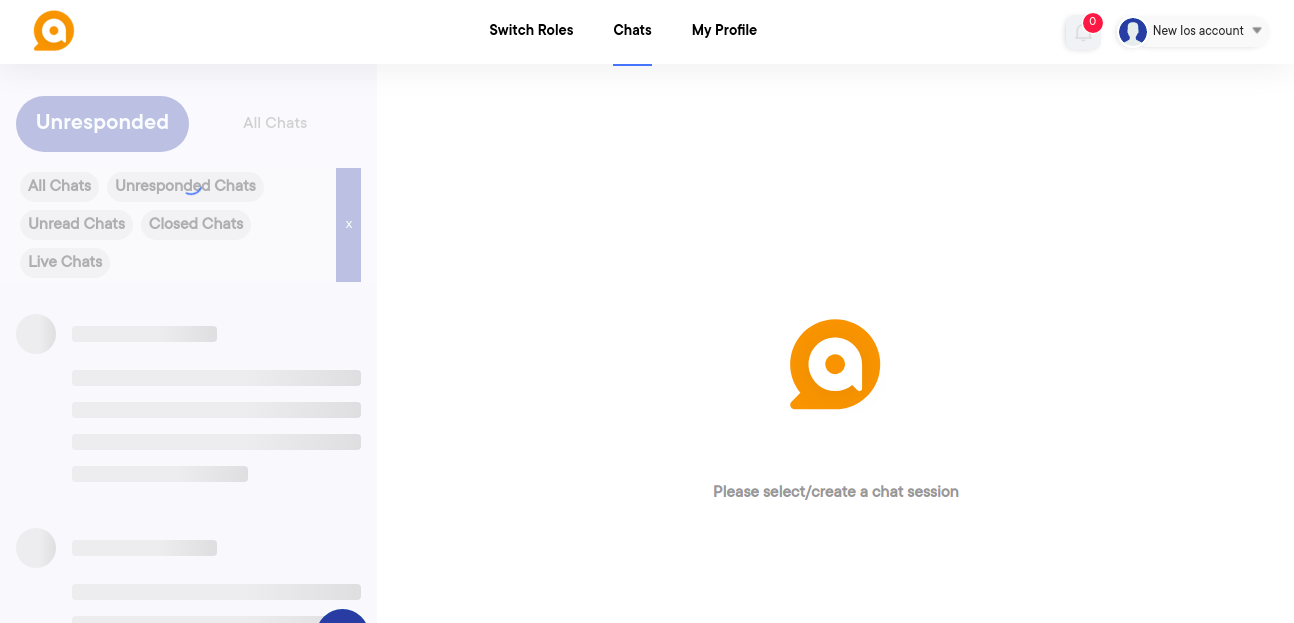 Switch Roles Chats My Profile 0 New Ios account
Unresponded All Chats
All Chats Unresponded Chats
Unread Chats Closed Chats x
Live Chats
Please select/create a chat session